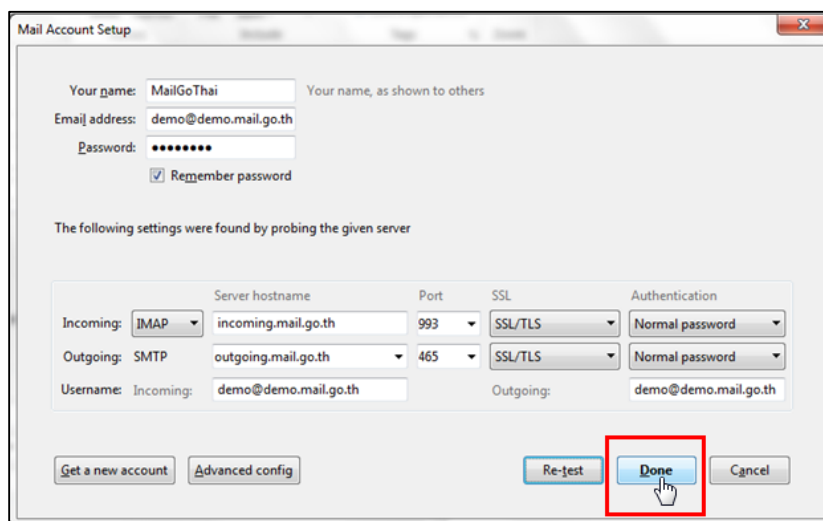 Mail Account Setup
Your name: MailGoThai Your name, as shown to others
Email address: demo@demo.mail.go.th
Password: ••••••••
Remember password
The following settings were found by probing the given server
Server hostname Port SSL Authentication
Incoming: IMAP incoming.mail.go.th 993 SSL/TLS Normal password
Outgoing: SMTP outgoing.mail.go.th 465 SSL/TLS Normal password
Username: Incoming: demo@demo.mail.go.th Outgoing: demo@demo.mail.go.th
Get a new account Advanced config Re-test Done Cancel